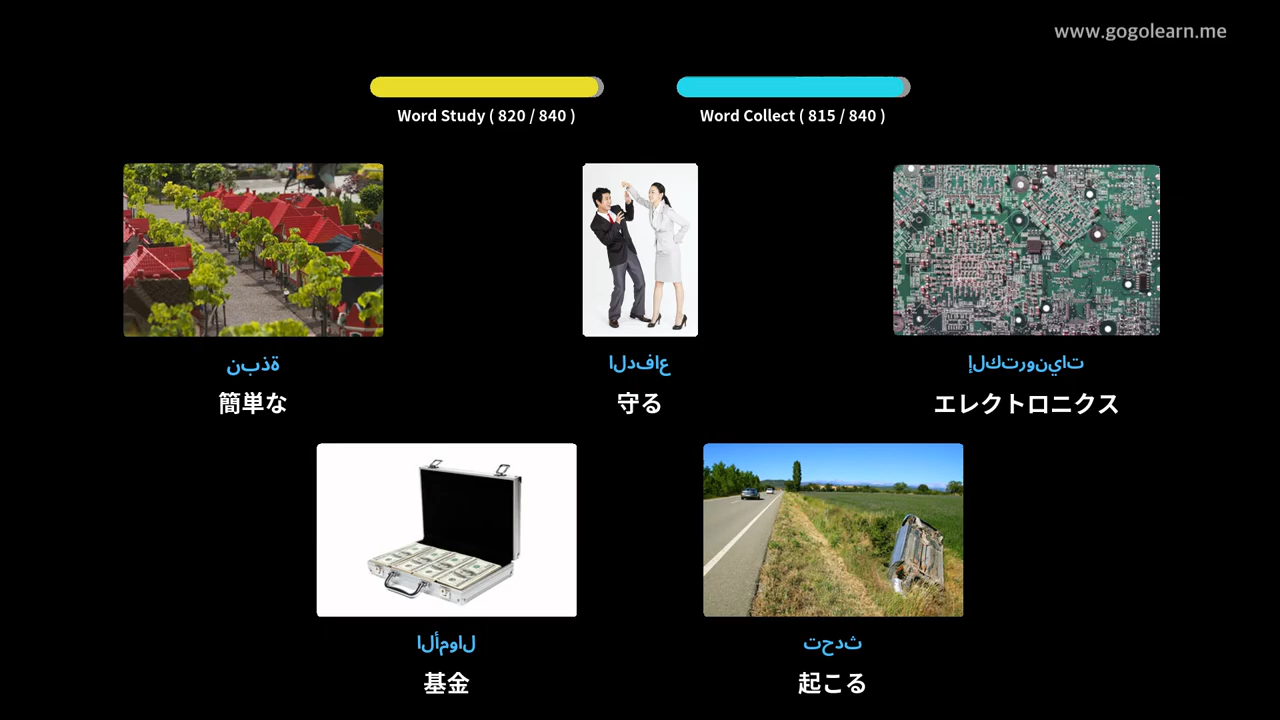 www.gogolearn.me
Word Study ( 820 / 840 )
Word Collect ( 815 / 840 )
نبذة
الدفاع
إلكترونيات
簡単な
守る
エレクトロニクス
الأموال
تحدث
基金
起こる